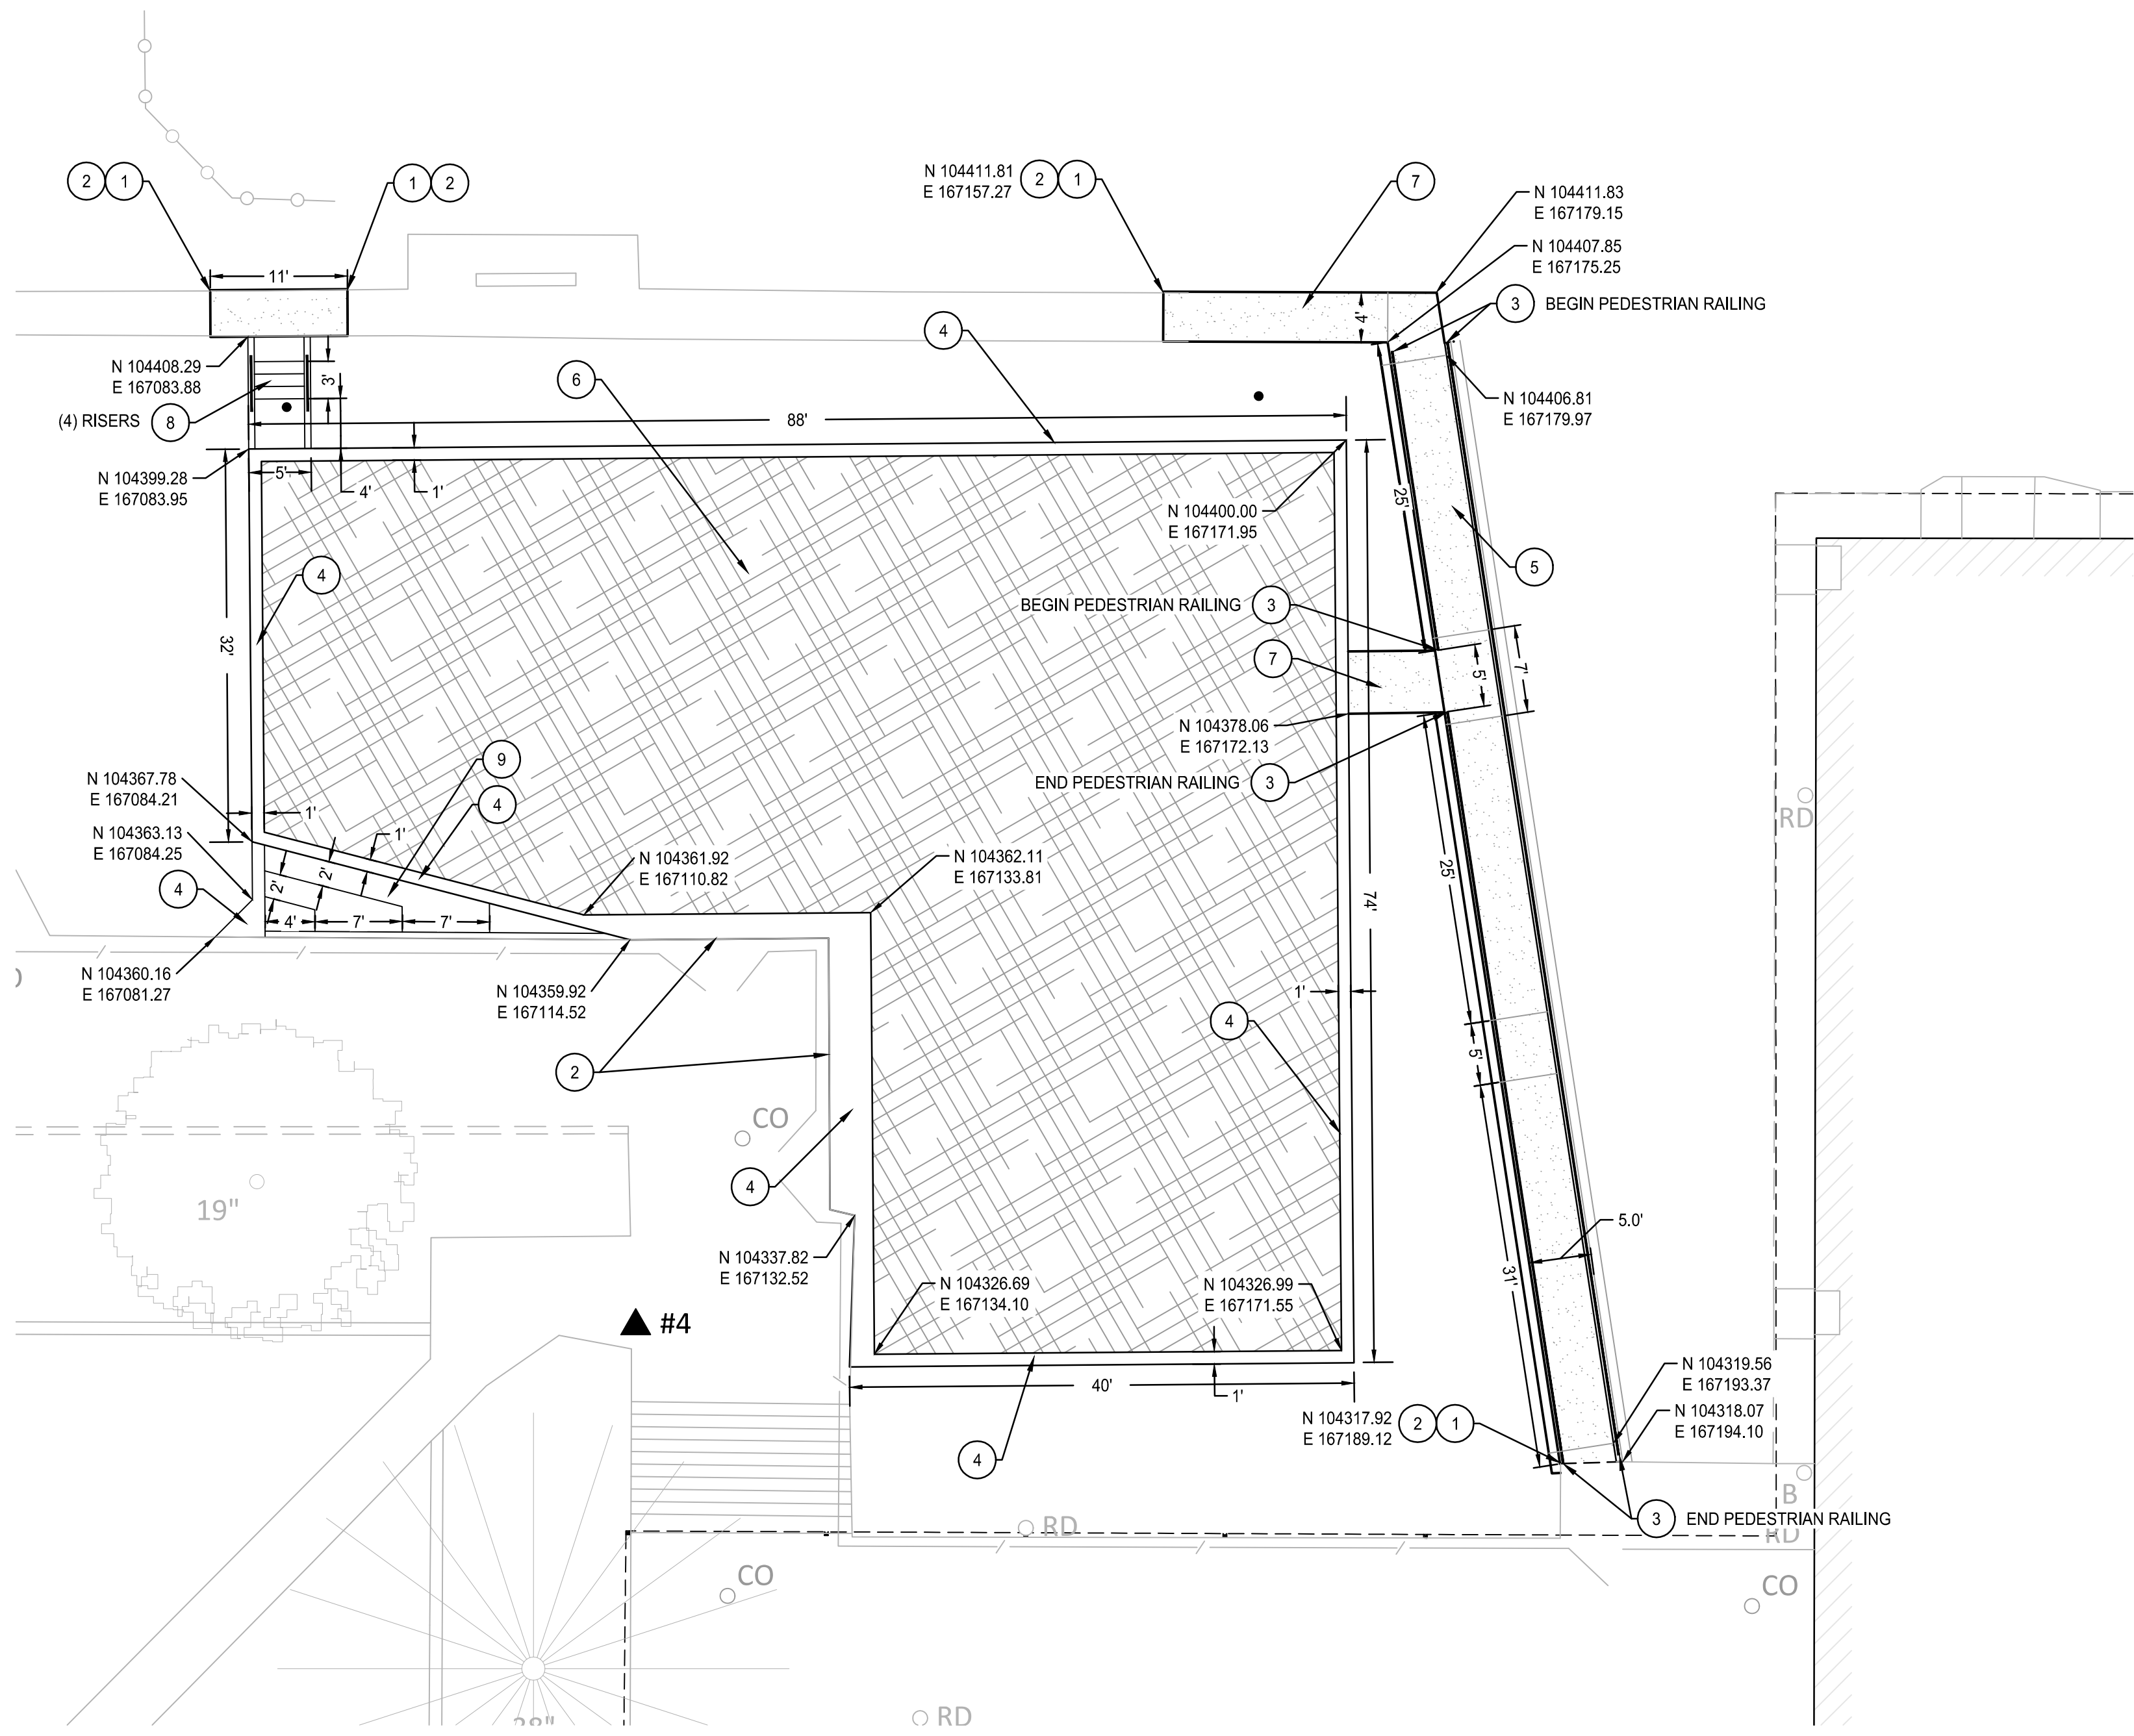 2 1
1 2
N 104411.81
E 167157.27
2 1
7
N 104411.83
E 167179.15
N 104407.85
E 167175.25
11'
3 BEGIN PEDESTRIAN RAILING
4'
4
N 104408.29
E 167083.88
3'
6
N 104406.81
E 167179.97
(4) RISERS 8
88'
N 104399.28
E 167083.95
5'
4'
1'
25'
N 104400.00
E 167171.95
5
4
BEGIN PEDESTRIAN RAILING 3
32'
7
5'
7'
N 104378.06
E 167172.13
9
END PEDESTRIAN RAILING 3
N 104367.78
E 167084.21
4
1'
1'
RD
N 104363.13
E 167084.25
N 104361.92
E 167110.82
N 104362.11
E 167133.81
25'
4
2'
2'
74'
4'
7'
7'
N 104360.16
E 167081.27
N 104359.92
E 167114.52
1'
4
2
5'
CO
4
19"
5.0'
N 104337.82
E 167132.52
N 104326.69
E 167134.10
N 104326.99
E 167171.55
31'
#4
N 104319.56
E 167193.37
40'
1'
N 104317.92
E 167189.12
2 1
N 104318.07
E 167194.10
4
B
RD
3 END PEDESTRIAN RAILING
RD
CO
CO
RD